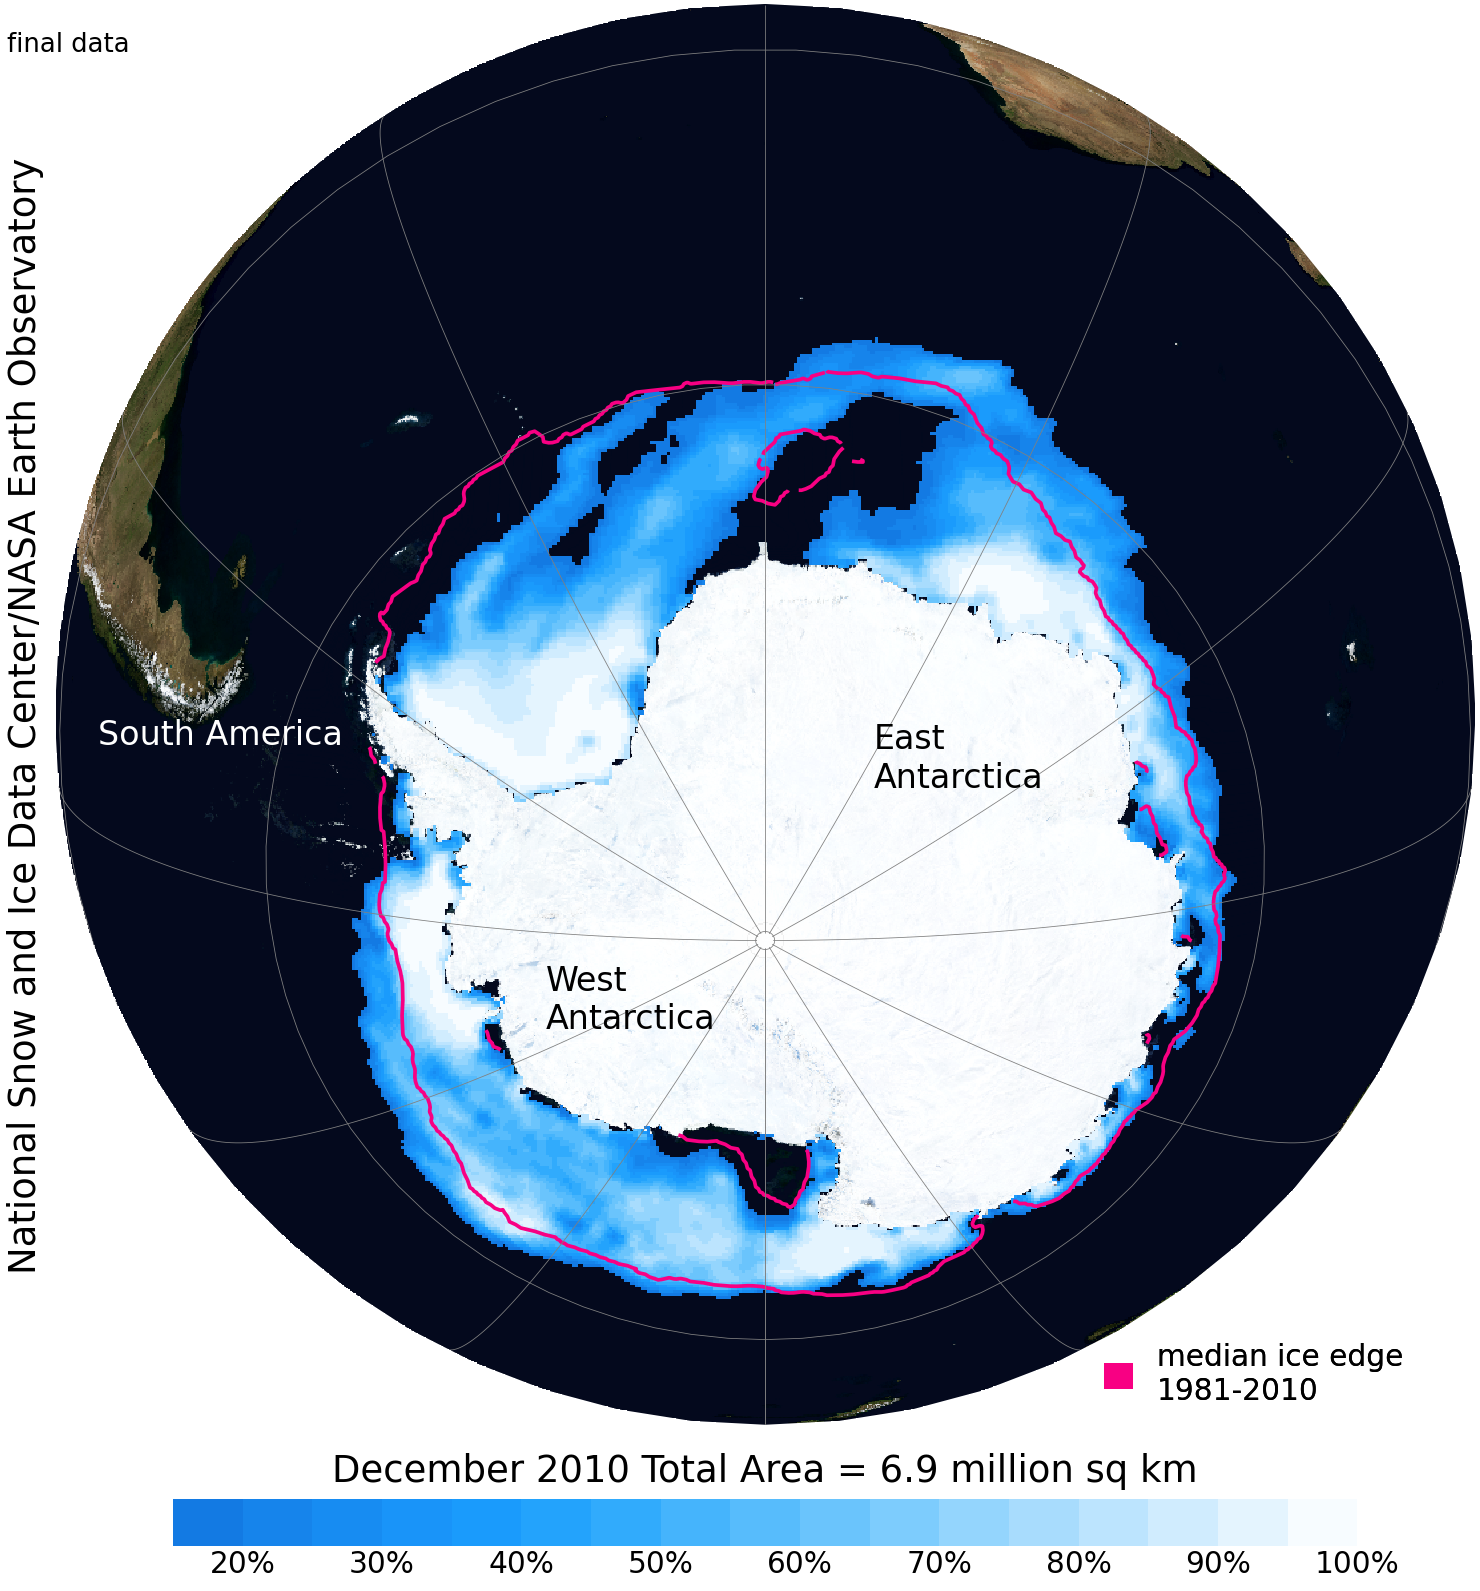 final data
National Snow and Ice Data Center/NASA Earth Observatory
South America
East
Antarctica
West
Antarctica
median ice edge
1981-2010
December 2010 Total Area = 6.9 million sq km
20% 30% 40% 50% 60% 70% 80% 90% 100%